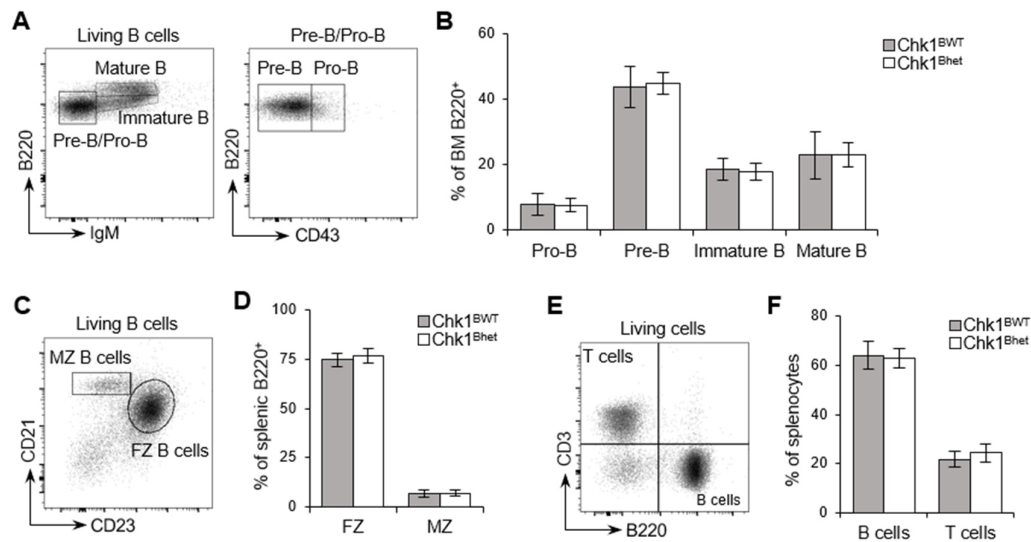 A
Living B cells
Mature B
Immature B
Pre-B/Pro-B
B220
IgM
Pre-B/Pro-B
Pre-B Pro-B
B220
CD43
B
60
40
20
0
% of BM B220+
Chk1BWT
Chk1Bhet
Pro-B Pre-B Immature B Mature B
C
Living B cells
MZ B cells
FZ B cells
CD21
CD23
D
100
75
50
25
0
% of splenic B220+
Chk1BWT
Chk1Bhet
FZ MZ
E
Living cells
T cells
B cells
CD3
B220
F
80
60
40
20
0
% of splenocytes
Chk1BWT
Chk1Bhet
B cells T cells